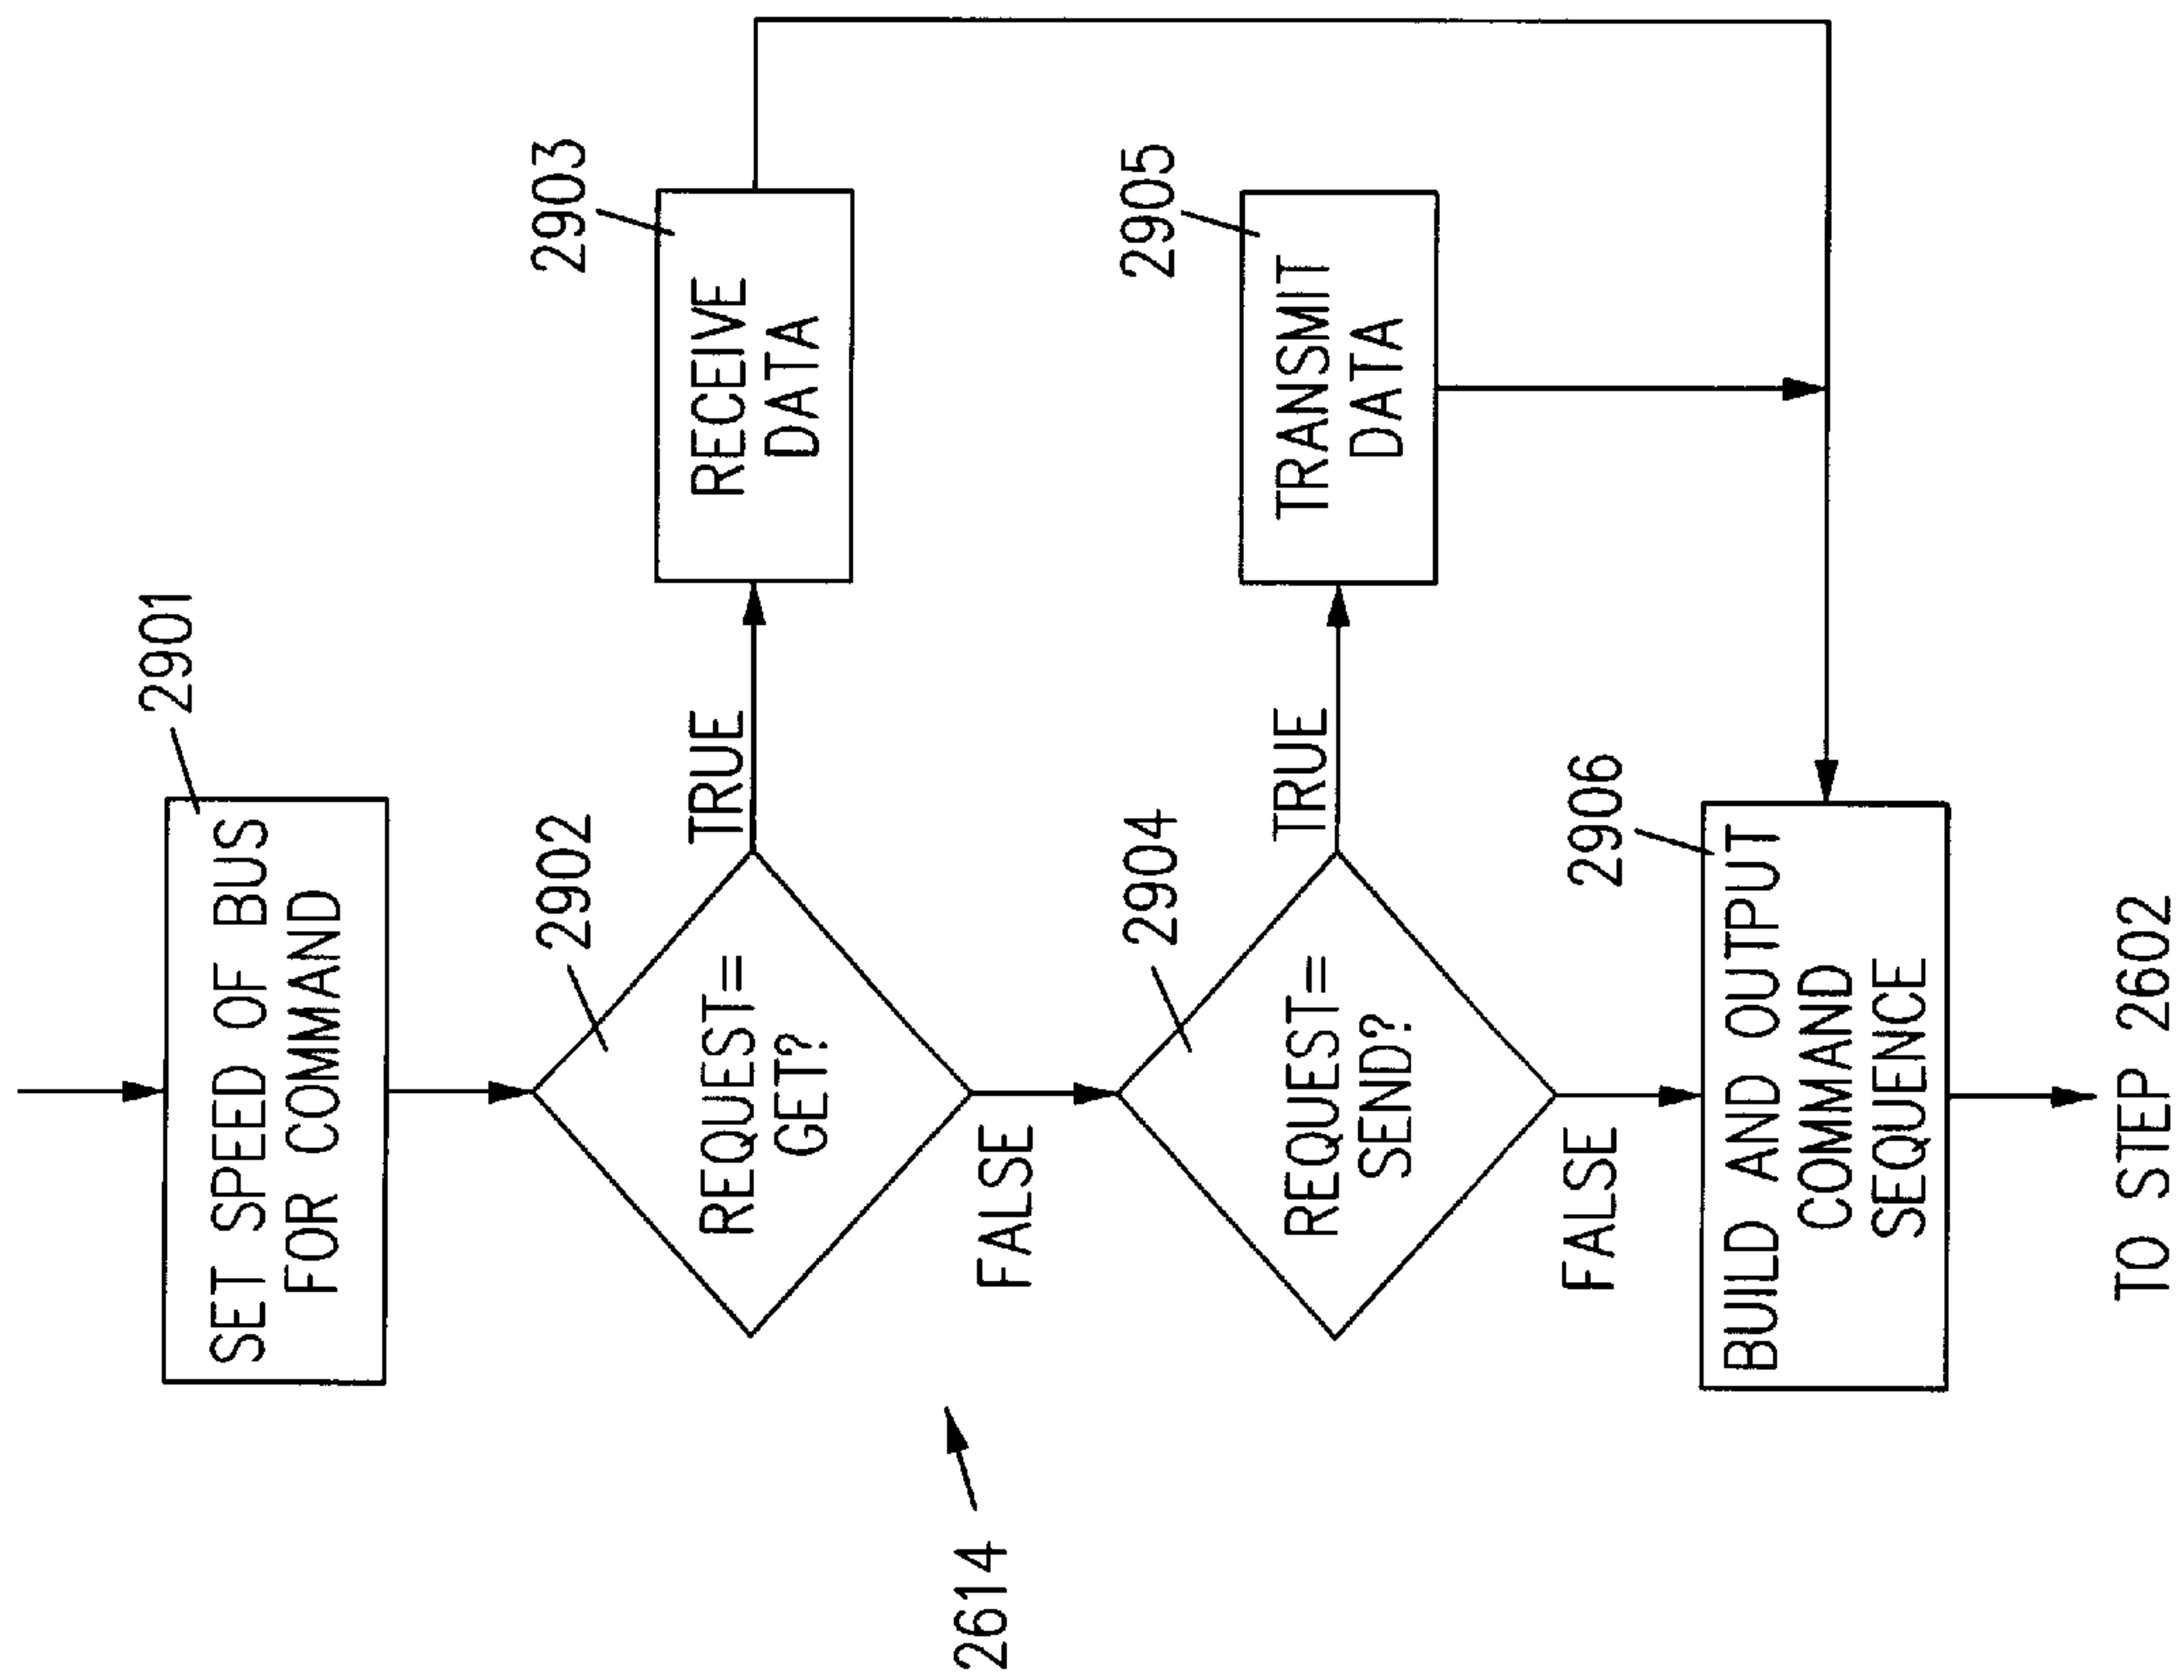 2901
SET SPEED OF BUS
FOR COMMAND
2902
REQUEST=
GET?
TRUE
2903
RECEIVE
DATA
FALSE
2904
REQUEST=
SEND?
TRUE
2905
TRANSMIT
DATA
FALSE
2906
BUILD AND OUTPUT
COMMAND
SEQUENCE
TO STEP 2602
2614